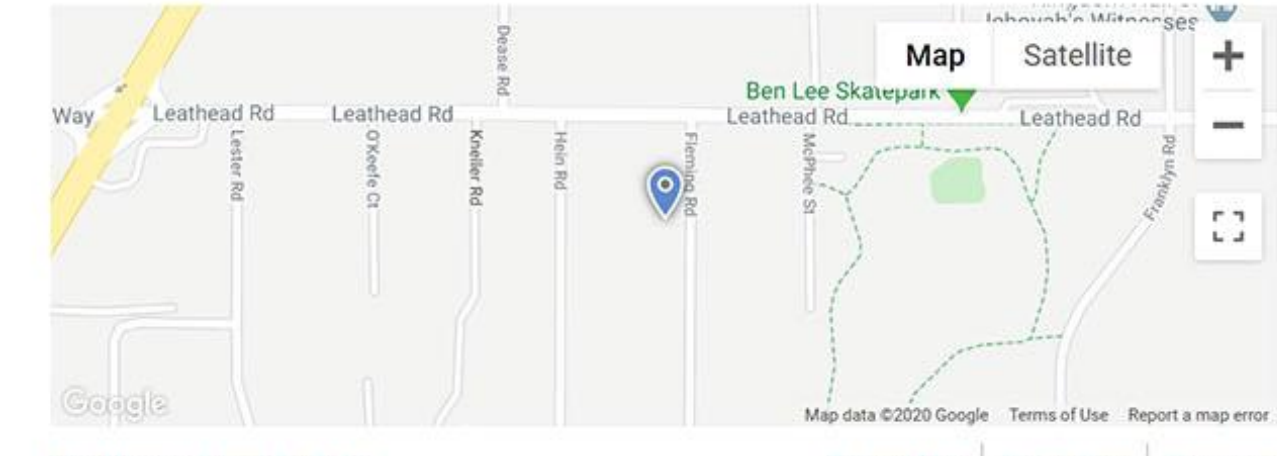 Jehovah's Witnesses
Map
Satellite
+
Dease Rd
Ben Lee Skatepark
Way
Leathead Rd
Leathead Rd
Leathead Rd
Leathead Rd
−
Lester Rd
O'Keefe Ct
Kneller Rd
Hein Rd
Fleming Rd
McPhee St
Franklyn Rd
Google
Map data ©2020 Google
Terms of Use
Report a map error